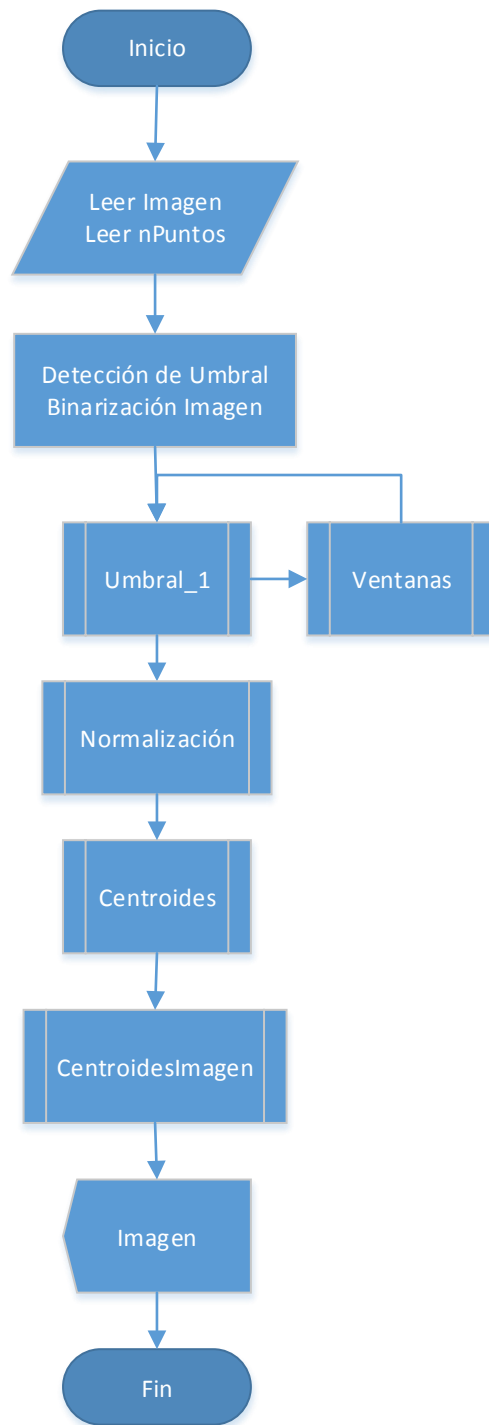 Inicio
Leer Imagen
Leer nPuntos
Detección de Umbral
Binarización Imagen
Umbral_1
Ventanas
Normalización
Centroides
CentroidesImagen
Imagen
Fin